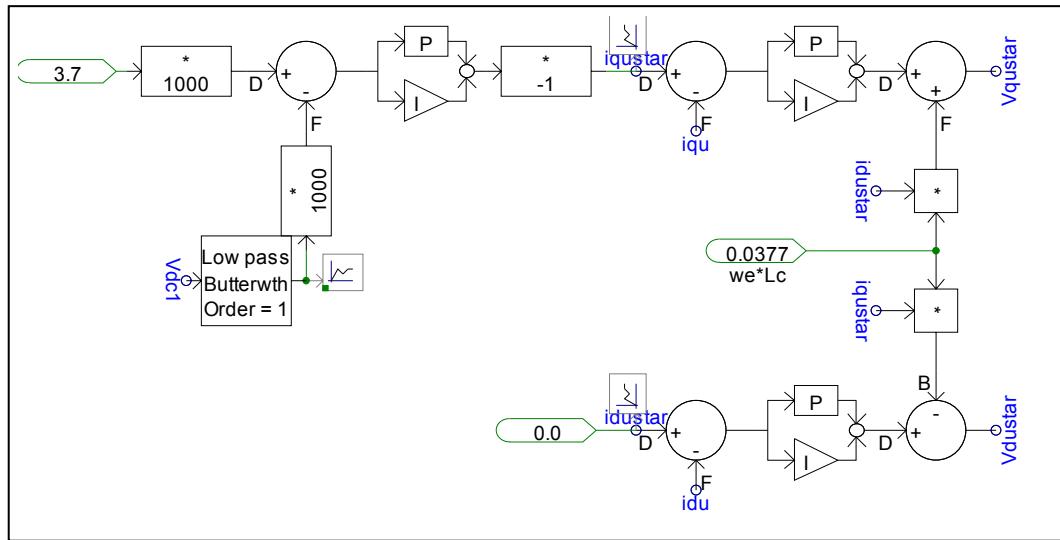 3.7
*
1000
D
+
-
F
P
I
*
-1
iqustar
D
+
-
F
iqu
P
I
D
+
+
F
Vqustar
*
1000
Vdc1
Low pass
Butterwth
Order = 1
idustar
*
0.0377
we*Lc
iqustar
*
B
0.0
idustar
D
+
-
F
idu
P
I
D
+
-
Vdustar